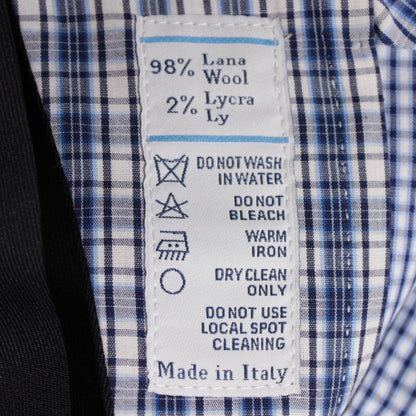 98% Lana
Wool
2% Lycra
Ly
DO NOT WASH
IN WATER
DO NOT
BLEACH
WARM
IRON
DRY CLEAN
ONLY
DO NOT USE
LOCAL SPOT
CLEANING
Made in Italy